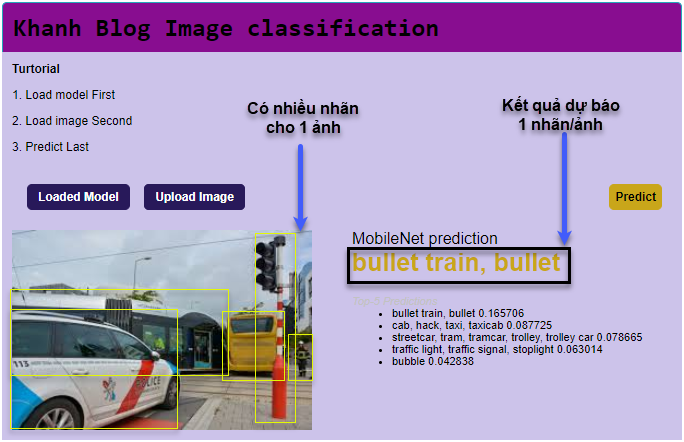 Khanh Blog Image classification
Turtorial
1. Load model First
2. Load image Second
3. Predict Last
Có nhiều nhãn
cho 1 ảnh
Kết quả dự báo
1 nhãn/ảnh
Loaded Model
Upload Image
Predict
MobileNet prediction
bullet train, bullet
Top-5 Predictions
bullet train, bullet 0.165706
cab, hack, taxi, taxicab 0.087725
streetcar, tram, tramcar, trolley, trolley car 0.078665
traffic light, traffic signal, stoplight 0.063014
bubble 0.042838
113
POLICE